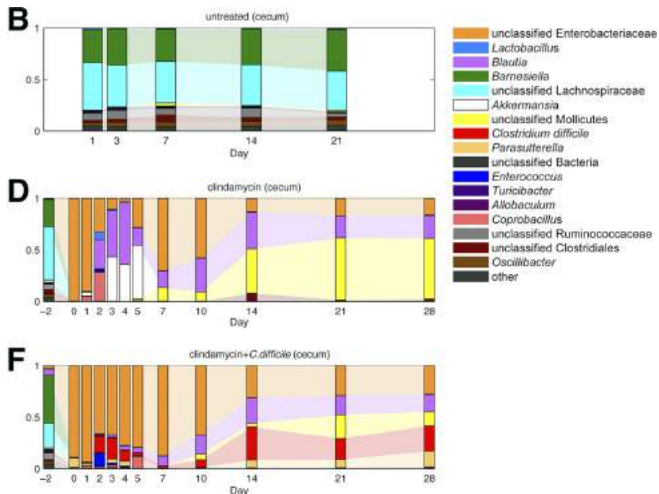 B
untreated (cecum)
1
0.5
0
1 3 7 14 21
Day
D
clindamycin (cecum)
1
0.5
0
−2 0 1 2 3 4 5 7 10 14 21 28
Day
F
clindamycin+C.difficile (cecum)
1
0.5
0
−2 0 1 2 3 4 5 7 10 14 21 28
Day
unclassified Enterobacteriaceae
Lactobacillus
Blautia
Barnesiella
unclassified Lachnospiraceae
Akkermansia
unclassified Mollicutes
Clostridium difficile
Parasutterella
unclassified Bacteria
Enterococcus
Turicibacter
Allobaculum
Coprobacillus
unclassified Ruminococcaceae
unclassified Clostridiales
Oscillibacter
other